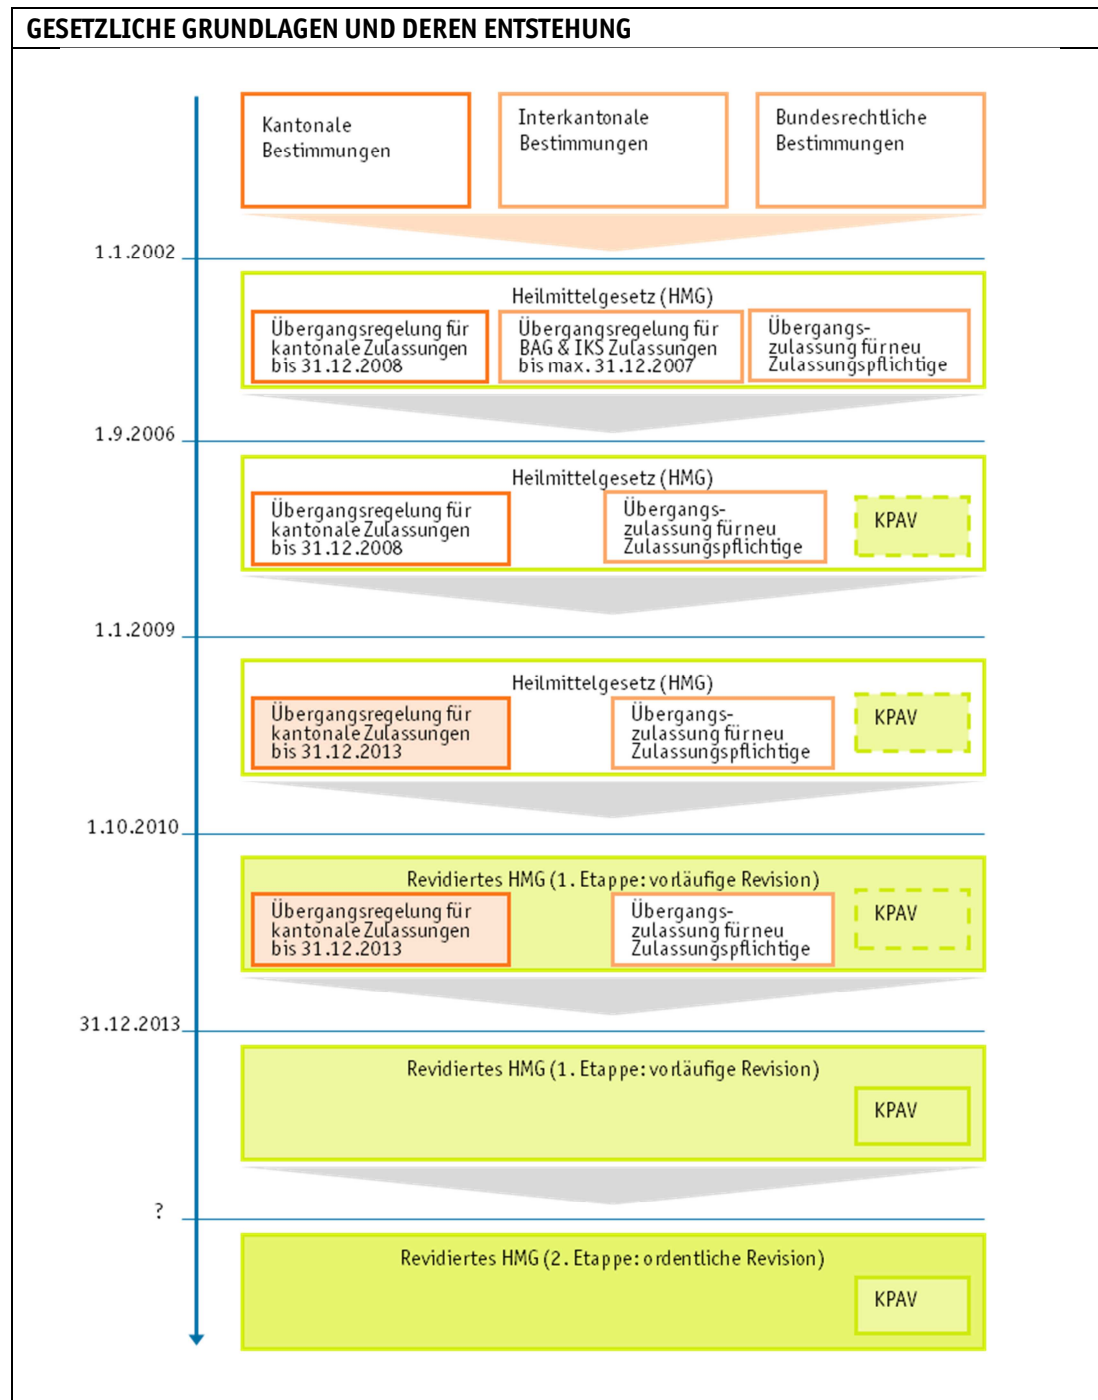 GESETZLICHE GRUNDLAGEN UND DEREN ENTSTEHUNG
Kantonale
Bestimmungen
Interkantonale
Bestimmungen
Bundesrechtliche
Bestimmungen
1.1.2002
Heilmittelgesetz (HMG)
Übergangsregelung für
kantonale Zulassungen
bis 31.12.2008
Übergangsregelung für
BAG & IKS Zulassungen
bis max. 31.12.2007
Übergangs-
zulassung für neu
Zulassungspflichtige
1.9.2006
Heilmittelgesetz (HMG)
Übergangsregelung für
kantonale Zulassungen
bis 31.12.2008
Übergangs-
zulassung für neu
Zulassungspflichtige
KPAV
1.1.2009
Heilmittelgesetz (HMG)
Übergangsregelung für
kantonale Zulassungen
bis 31.12.2013
Übergangs-
zulassung für neu
Zulassungspflichtige
KPAV
1.10.2010
Revidiertes HMG (1. Etappe: vorläufige Revision)
Übergangsregelung für
kantonale Zulassungen
bis 31.12.2013
Übergangs-
zulassung für neu
Zulassungspflichtige
KPAV
31.12.2013
Revidiertes HMG (1. Etappe: vorläufige Revision)
KPAV
?
Revidiertes HMG (2. Etappe: ordentliche Revision)
KPAV